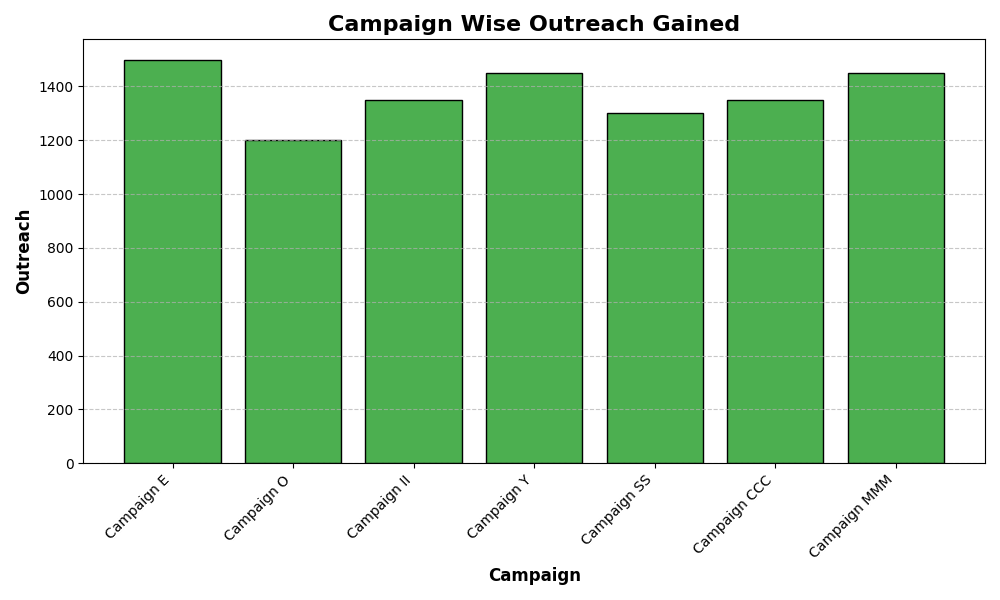 Campaign Wise Outreach Gained
Outreach
1400
1200
1000
800
600
400
200
0
Campaign E
Campaign O
Campaign II
Campaign Y
Campaign SS
Campaign CCC
Campaign MMM
Campaign